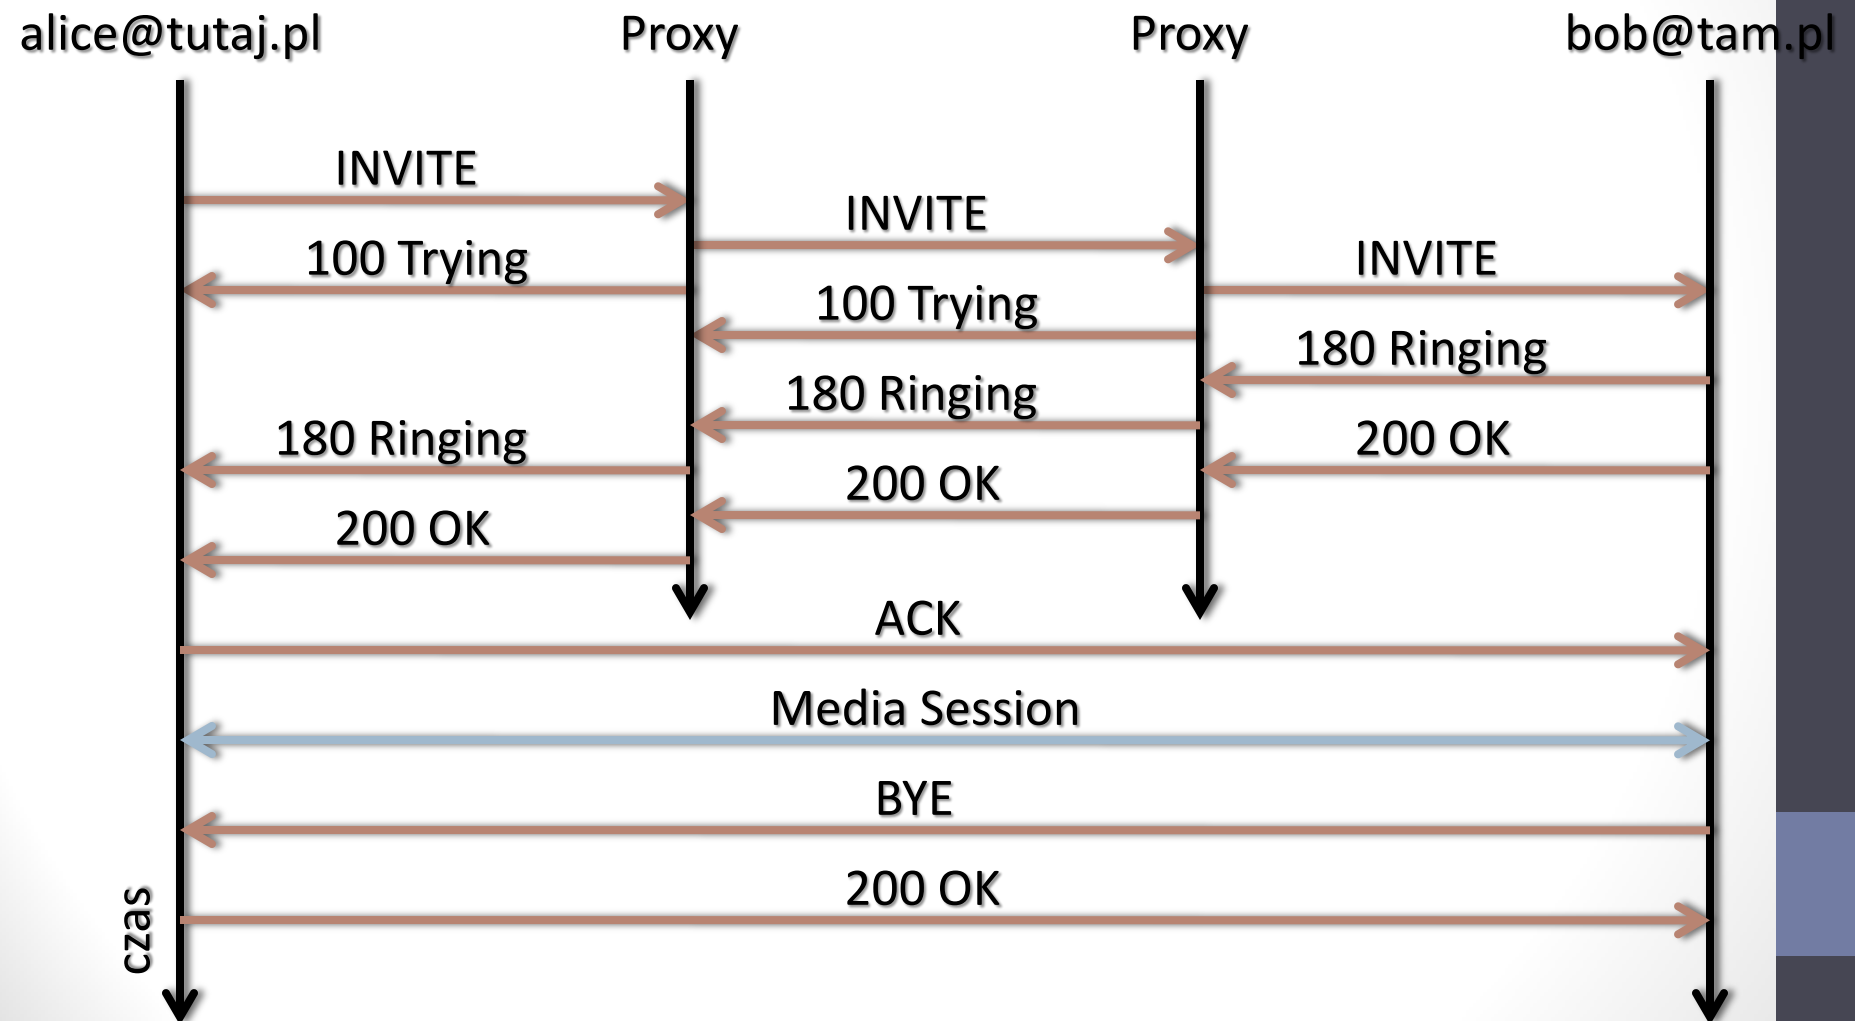 alice@tutaj.pl
Proxy
Proxy
bob@tam.pl
INVITE
INVITE
100 Trying
INVITE
100 Trying
180 Ringing
180 Ringing
180 Ringing
200 OK
200 OK
200 OK
ACK
Media Session
BYE
200 OK
czas